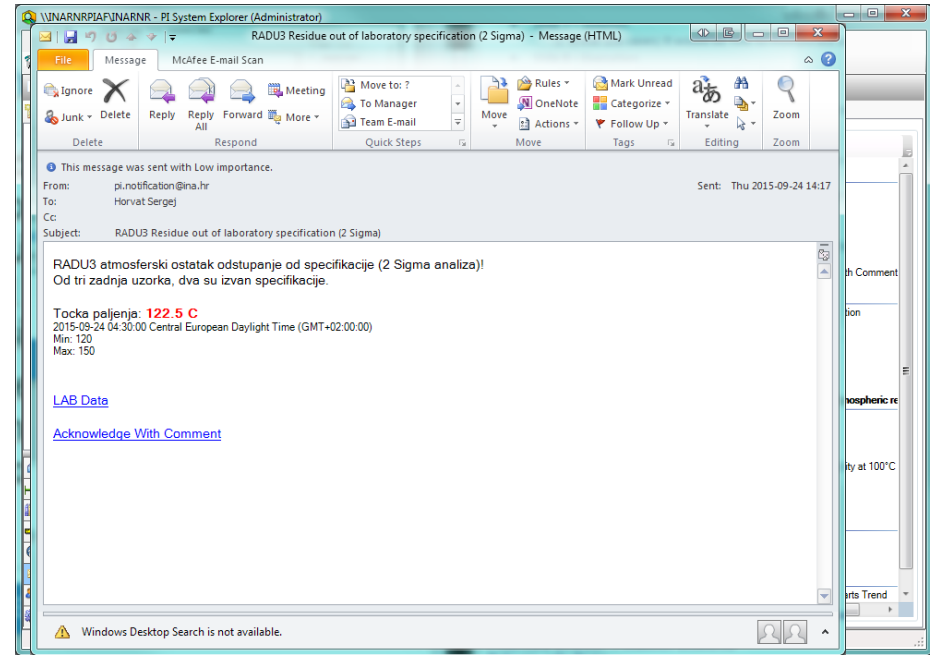 \\INARNRPIAF\INARNR - PI System Explorer (Administrator)
RADU3 Residue out of laboratory specification (2 Sigma) - Message (HTML)
File Message McAfee E-mail Scan
Ignore
Junk
Delete
Delete
Reply
Reply All
Forward
Meeting
More
Respond
Move to: ?
To Manager
Team E-mail
Quick Steps
Move
Rules
OneNote
Actions
Move
Mark Unread
Categorize
Follow Up
Tags
Translate
Editing
Zoom
Zoom
This message was sent with Low importance.
From: pi.notification@ina.hr Sent: Thu 2015-09-24 14:17
To: Horvat Sergej
Cc:
Subject: RADU3 Residue out of laboratory specification (2 Sigma)
RADU3 atmosferski ostatak odstupanje od specifikacije (2 Sigma analiza)!
Od tri zadnja uzorka, dva su izvan specifikacije.
Tocka paljenja: 122.5 C
2015-09-24 04:30:00 Central European Daylight Time (GMT+02:00:00)
Min: 120
Max: 150
LAB Data
Acknowledge With Comment
Windows Desktop Search is not available.
th Comment
tion
nospheric re
ity at 100°C
arts Trend